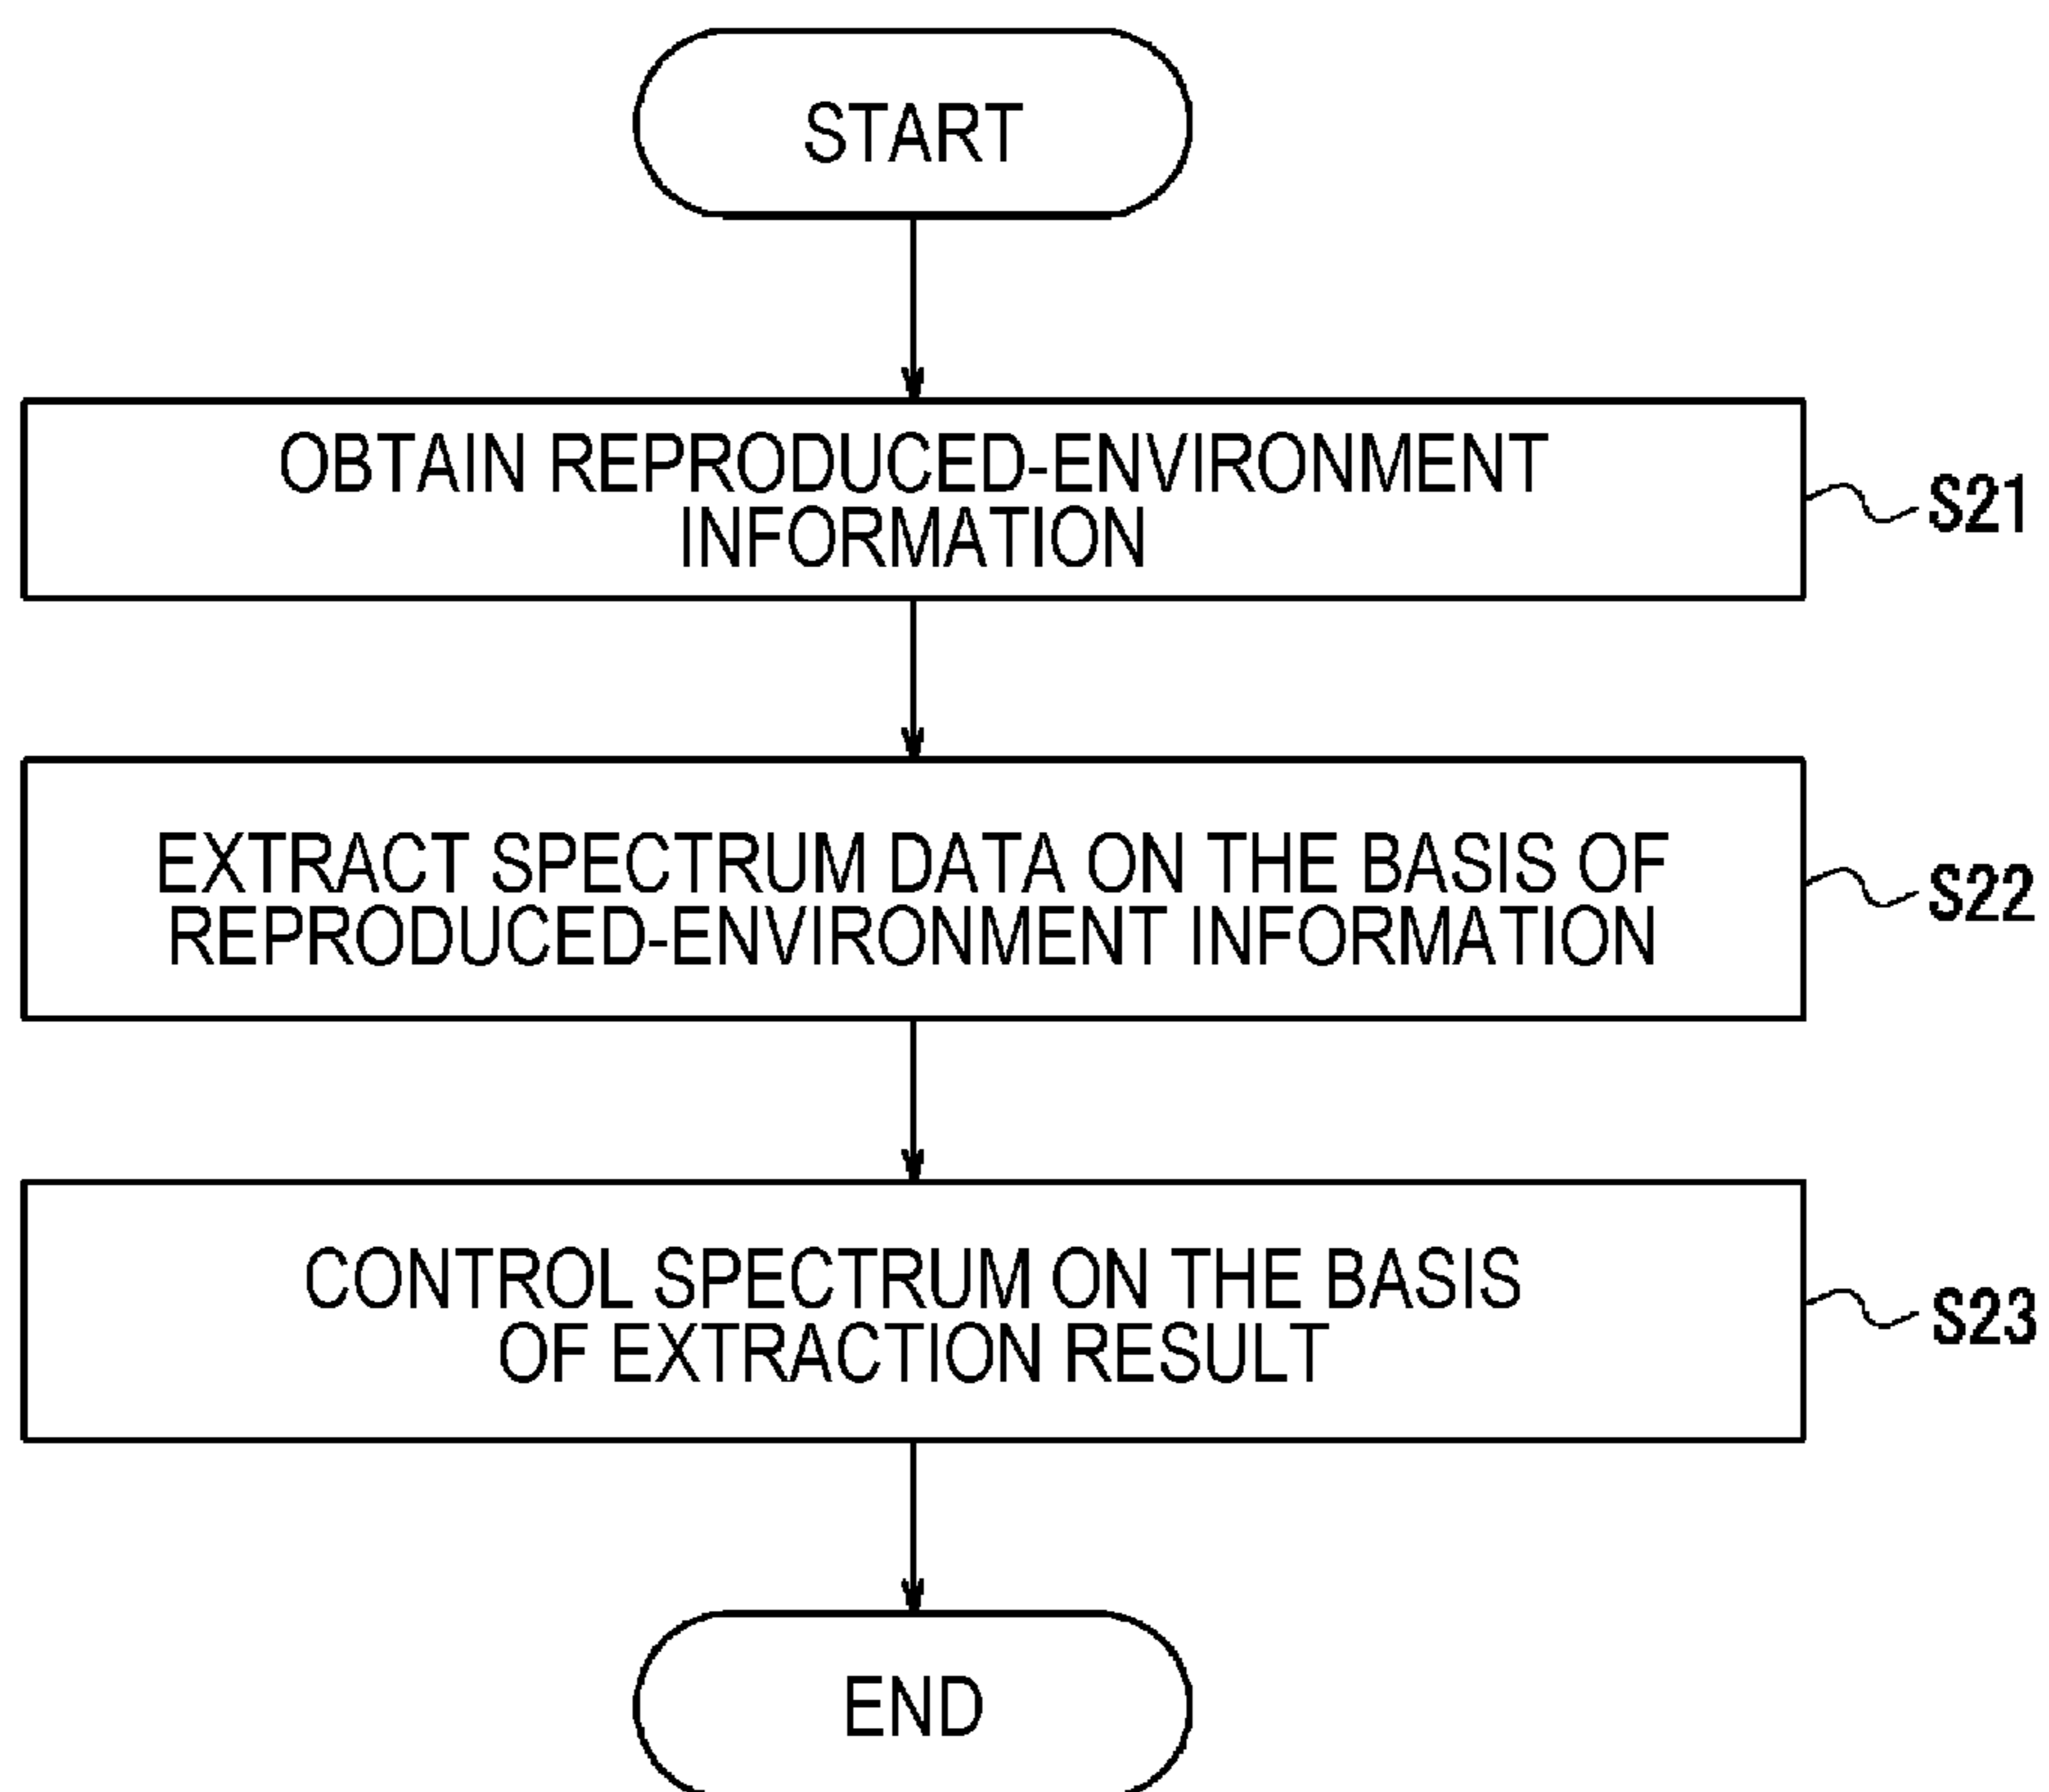 START
OBTAIN REPRODUCED-ENVIRONMENT
INFORMATION
S21
EXTRACT SPECTRUM DATA ON THE BASIS OF
REPRODUCED-ENVIRONMENT INFORMATION
S22
CONTROL SPECTRUM ON THE BASIS
OF EXTRACTION RESULT
S23
END